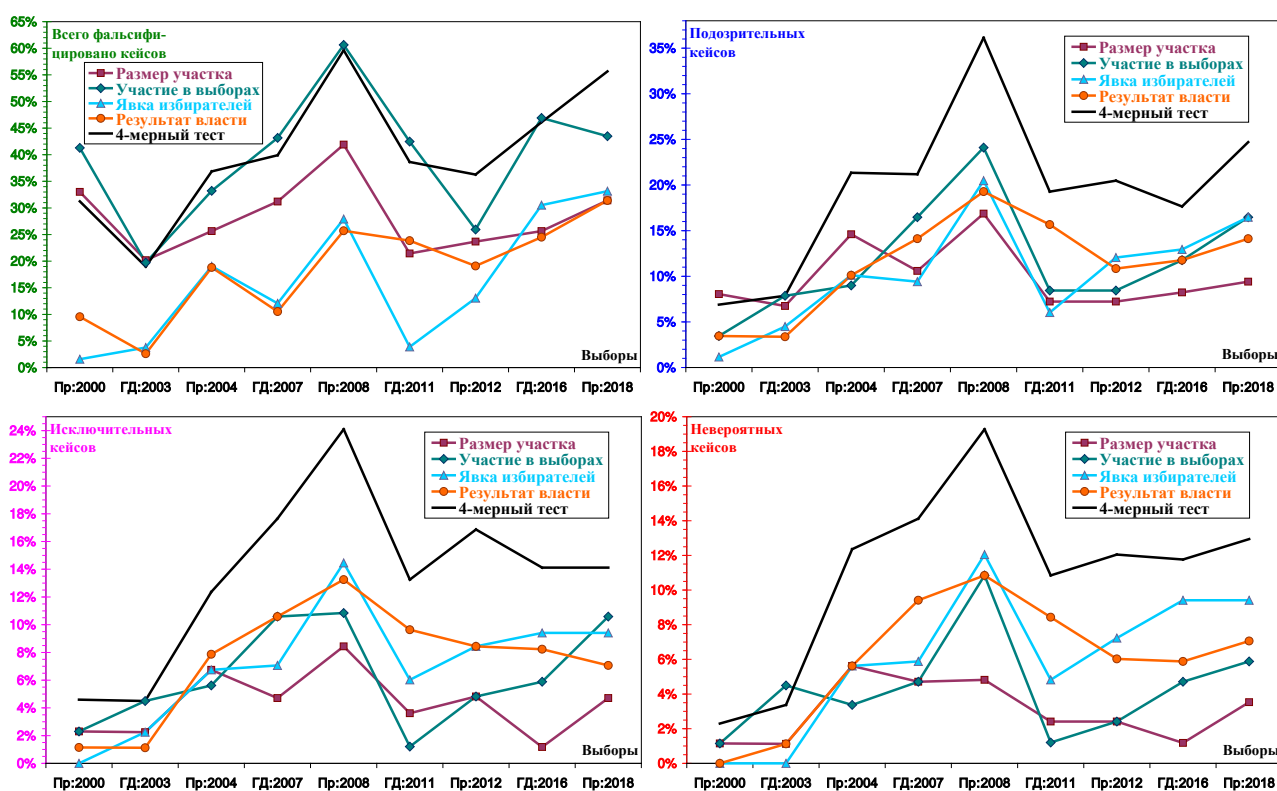 Всего фальсифи-
цировано кейсов
Размер участка
Участие в выборах
Явка избирателей
Результат власти
4-мерный тест
65%
60%
55%
50%
45%
40%
35%
30%
25%
20%
15%
10%
5%
0%
Выборы
Пр:2000 ГД:2003 Пр:2004 ГД:2007 Пр:2008 ГД:2011 Пр:2012 ГД:2016 Пр:2018
Подозрительных
кейсов
Размер участка
Участие в выборах
Явка избирателей
Результат власти
4-мерный тест
35%
30%
25%
20%
15%
10%
5%
0%
Выборы
Пр:2000 ГД:2003 Пр:2004 ГД:2007 Пр:2008 ГД:2011 Пр:2012 ГД:2016 Пр:2018
Исключительных
кейсов
Размер участка
Участие в выборах
Явка избирателей
Результат власти
4-мерный тест
24%
22%
20%
18%
16%
14%
12%
10%
8%
6%
4%
2%
0%
Выборы
Пр:2000 ГД:2003 Пр:2004 ГД:2007 Пр:2008 ГД:2011 Пр:2012 ГД:2016 Пр:2018
Невероятных
кейсов
Размер участка
Участие в выборах
Явка избирателей
Результат власти
4-мерный тест
20%
18%
16%
14%
12%
10%
8%
6%
4%
2%
0%
Выборы
Пр:2000 ГД:2003 Пр:2004 ГД:2007 Пр:2008 ГД:2011 Пр:2012 ГД:2016 Пр:2018